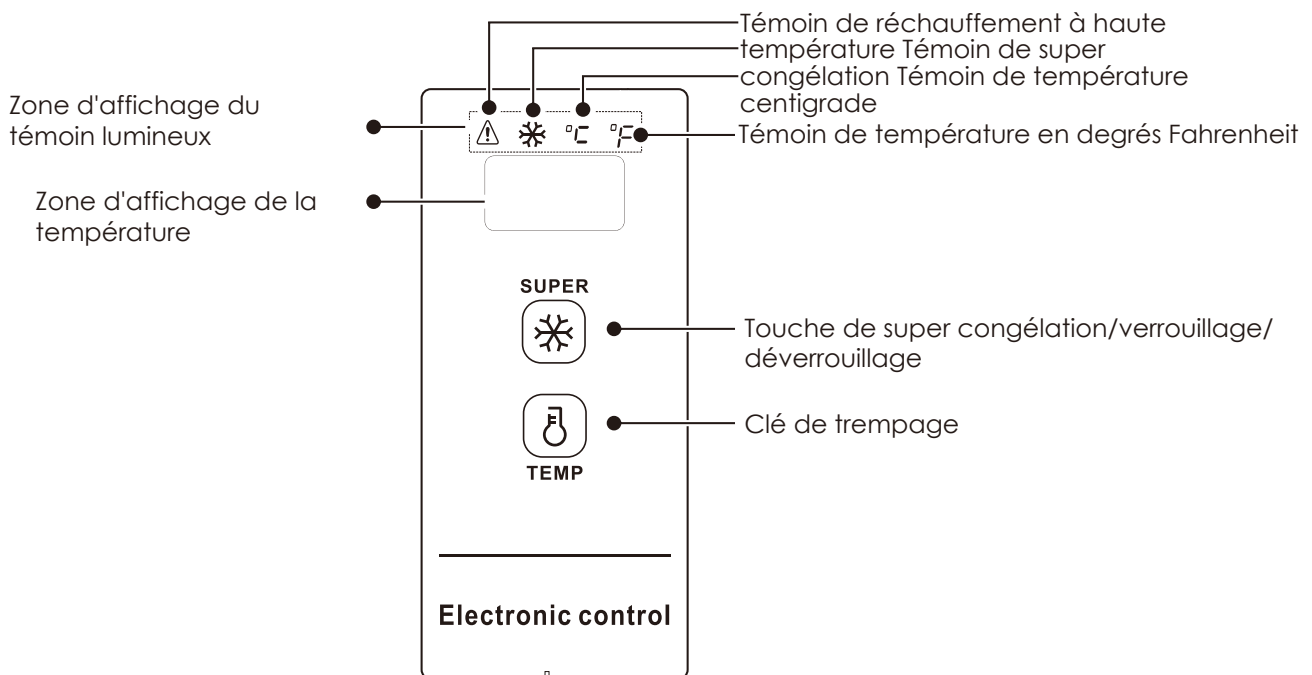 Témoin de réchauffement à haute
température Témoin de super
congélation Témoin de température
centigrade
Témoin de température en degrés Fahrenheit
Zone d'affichage du
témoin lumineux
°C °F
Zone d'affichage de la
température
SUPER
Touche de super congélation/verrouillage/
déverrouillage
Clé de trempage
TEMP
Electronic control